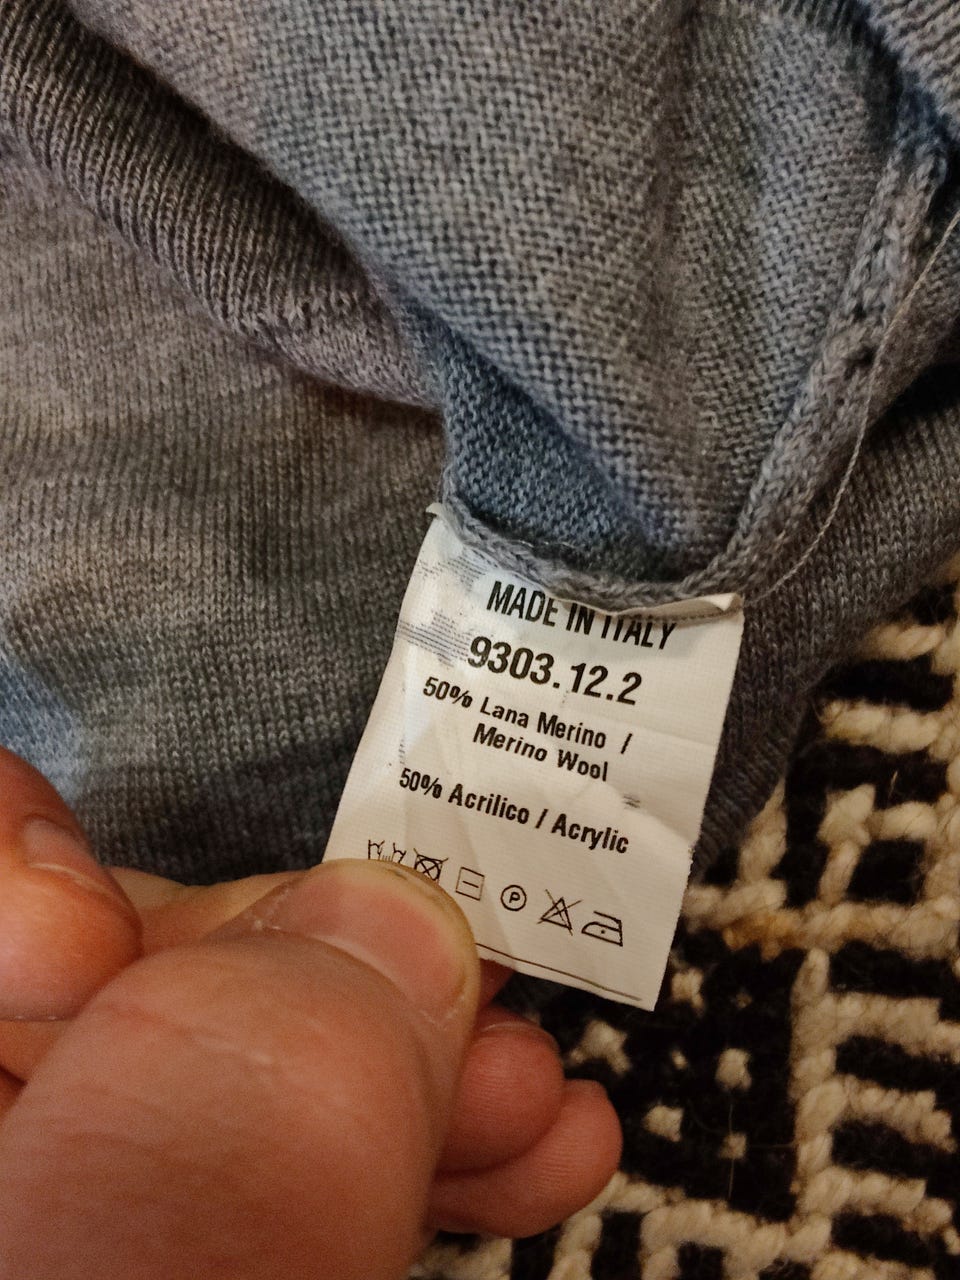 MADE IN ITALY
9303.12.2
50% Lana Merino /
Merino Wool
50% Acrilico / Acrylic
P